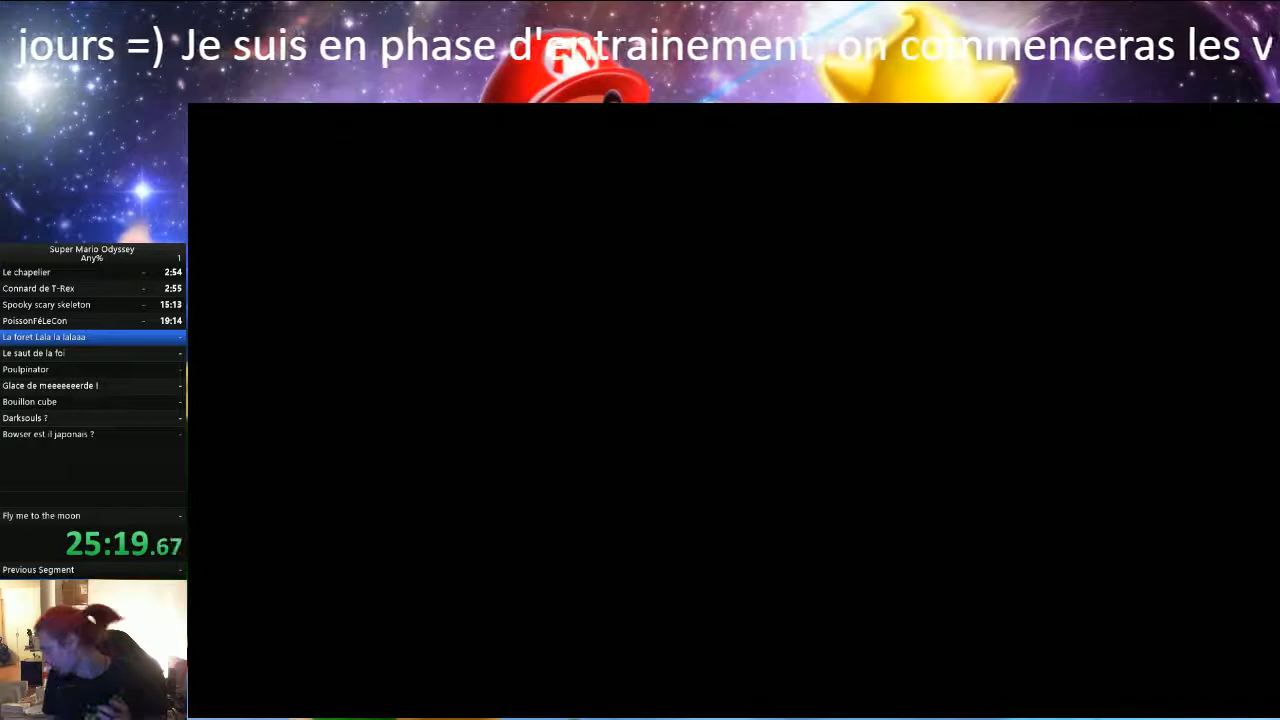 jours =) Je suis en phase d'entrainement, on commenceras les v
Super Mario Odyssey
Any% 1
Le chapelier - 2:54
Connard de T-Rex - 2:55
Spooky scary skeleton - 15:13
PoissonFéLeCon - 19:14
La foret Lala la lalaaa -
Le saut de la foi -
Poulpinator -
Glace de meeeeeeerde ! -
Bouillon cube -
Darksouls ? -
Bowser est il japonais ? -
Fly me to the moon -
25:19.67
Previous Segment -